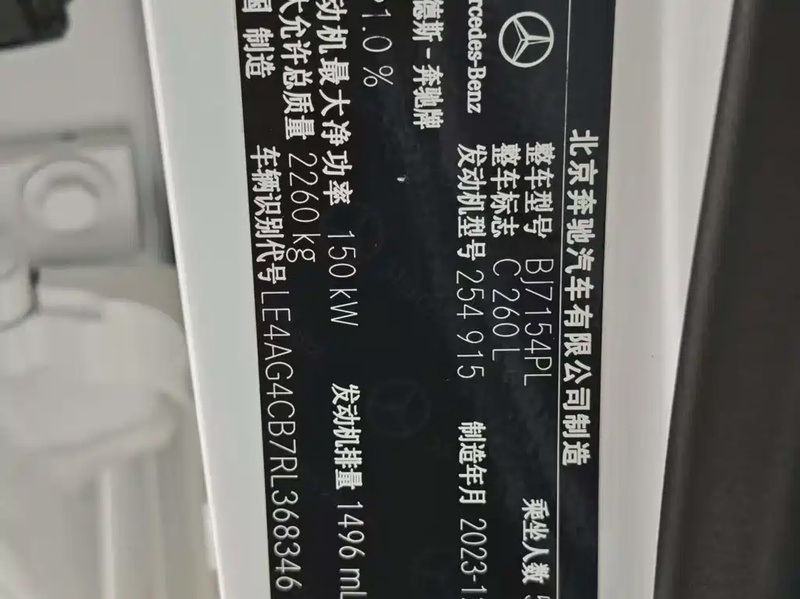 北京奔驰汽车有限公司制造
Mercedes-Benz
德斯-奔驰牌
整车型号 BJ7154PL
整车标志 C 260 L
乘坐人数
发动机型号 254 915
制造年月 2023-1
1.0 %
动机最大净功率 150 kW
发动机排量 1496 mL
大允许总质量 2260 kg
车辆识别代号 LE4AG4CB7RL368346
国 制造